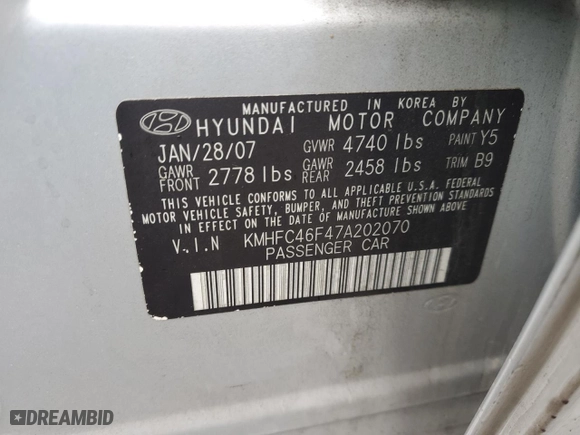 MANUFACTURED IN KOREA BY
HYUNDAI MOTOR COMPANY
JAN/28/07 GVWR 4740 lbs PAINT Y5
GAWR FRONT 2778 lbs GAWR REAR 2458 lbs TRIM B9
THIS VEHICLE CONFORMS TO ALL APPLICABLE U.S.A. FEDERAL
MOTOR VEHICLE SAFETY, BUMPER, AND THEFT PREVENTION STANDARDS
IN EFFECT ON THE DATE OF MANUFACTURE SHOWN ABOVE.
V.I.N KMHFC46F47A202070
PASSENGER CAR
DREAMBID